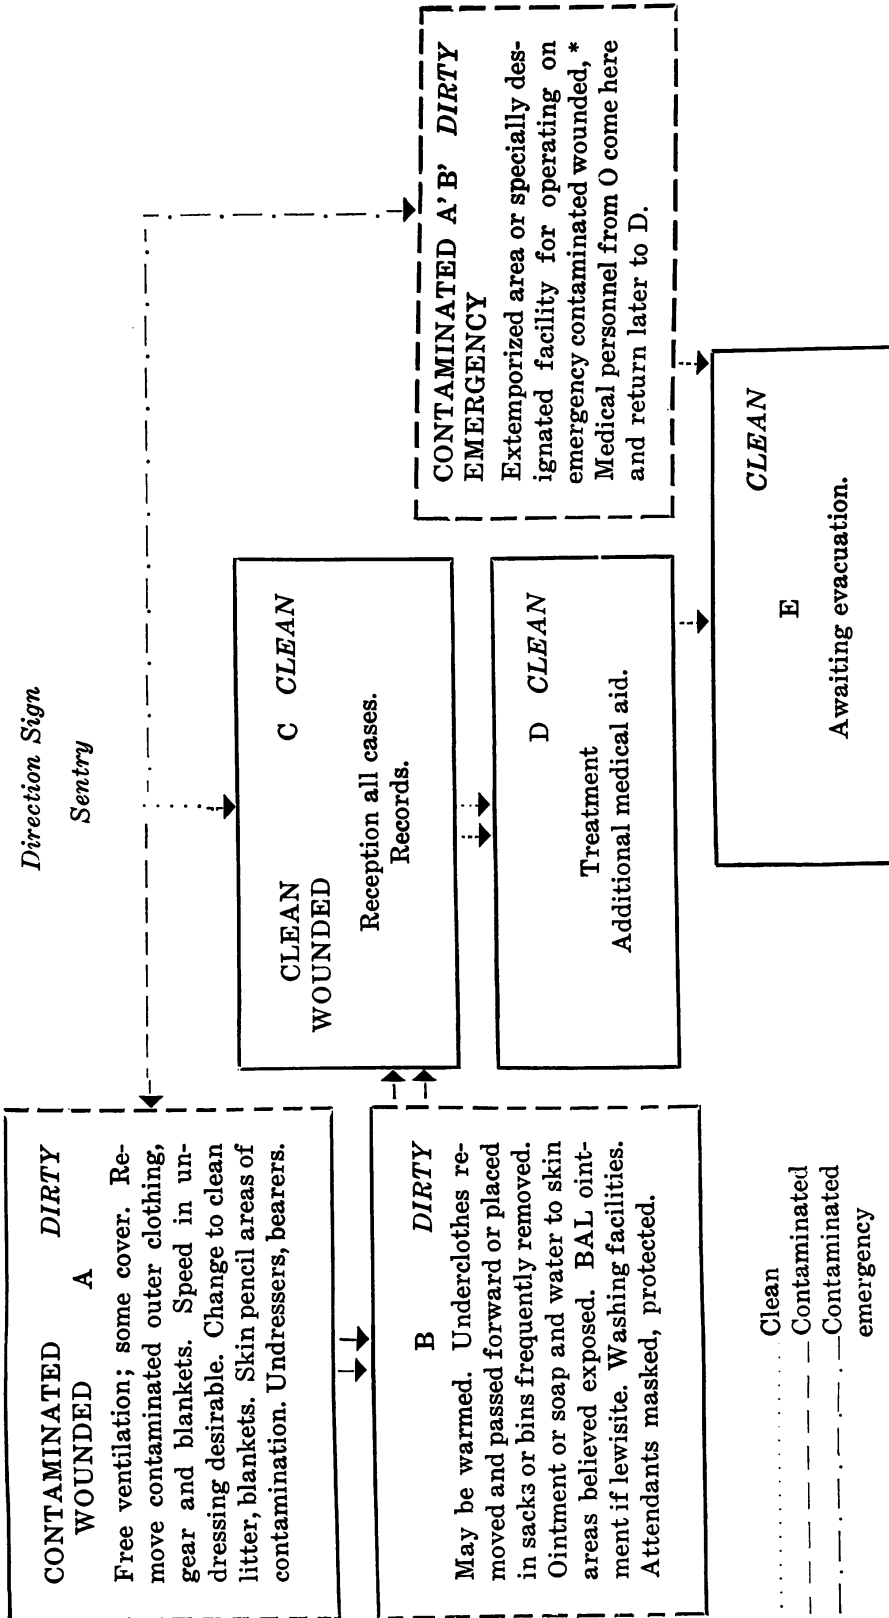 Direction Sign
Sentry
CONTAMINATED A DIRTY
WOUNDED
Free ventilation; some cover. Re-
move contaminated outer clothing,
gear and blankets. Speed in un-
dressing desirable. Change to clean
litter, blankets. Skin pencil areas of
contamination. Undressers, bearers.
B DIRTY
May be warmed. Underclothes re-
moved and passed forward or placed
in sacks or bins frequently removed.
Ointment or soap and water to skin
areas believed exposed. BAL oint-
ment if lewisite. Washing facilities.
Attendants masked, protected.
CLEAN C CLEAN
WOUNDED
Reception all cases.
Records.
D CLEAN
Treatment
Additional medical aid.
CONTAMINATED A' B' DIRTY
EMERGENCY
Extemporized area or specially des-
ignated facility for operating on
emergency contaminated wounded,*
Medical personnel from O come here
and return later to D.
CLEAN
E
Awaiting evacuation.
Clean
Contaminated
Contaminated
emergency